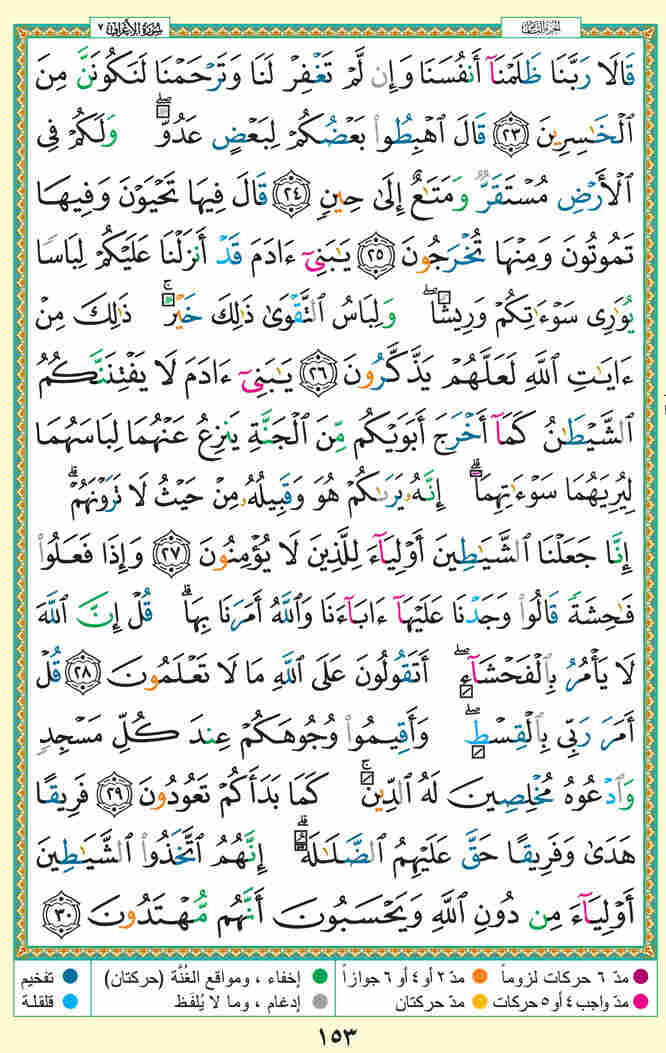 سُورَةُ الأَعْرَافِ ٧
الجزء الثامن
قَالَا رَبَّنَا ظَلَمْنَآ أَنفُسَنَا وَإِن لَّمْ تَغْفِرْ لَنَا وَتَرْحَمْنَا لَنَكُونَنَّ مِنَ
ٱلْخَٰسِرِينَ ٢٣ قَالَ ٱهْبِطُوا۟ بَعْضُكُمْ لِبَعْضٍ عَدُوٌّ ۖ وَلَكُمْ فِى
ٱلْأَرْضِ مُسْتَقَرٌّ وَمَتَٰعٌ إِلَىٰ حِينٍ ٢٤ قَالَ فِيهَا تَحْيَوْنَ وَفِيهَا
تَمُوتُونَ وَمِنْهَا تُخْرَجُونَ ٢٥ يَٰبَنِىٓ ءَادَمَ قَدْ أَنزَلْنَا عَلَيْكُمْ لِبَاسًا
يُوَٰرِى سَوْءَٰتِكُمْ وَرِيشًا ۖ وَلِبَاسُ ٱلتَّقْوَىٰ ذَٰلِكَ خَيْرٌ ۚ ذَٰلِكَ مِنْ
ءَايَٰتِ ٱللَّهِ لَعَلَّهُمْ يَذَّكَّرُونَ ٢٦ يَٰبَنِىٓ ءَادَمَ لَا يَفْتِنَنَّكُمُ
ٱلشَّيْطَٰنُ كَمَآ أَخْرَجَ أَبَوَيْكُم مِّنَ ٱلْجَنَّةِ يَنزِعُ عَنْهُمَا لِبَاسَهُمَا
لِيُرِيَهُمَا سَوْءَٰتِهِمَآ ۗ إِنَّهُۥ يَرَىٰكُمْ هُوَ وَقَبِيلُهُۥ مِنْ حَيْثُ لَا تَرَوْنَهُمْ ۗ
إِنَّا جَعَلْنَا ٱلشَّيَٰطِينَ أَوْلِيَآءَ لِلَّذِينَ لَا يُؤْمِنُونَ ٢٧ وَإِذَا فَعَلُوا۟
فَٰحِشَةً قَالُوا۟ وَجَدْنَا عَلَيْهَآ ءَابَآءَنَا وَٱللَّهُ أَمَرَنَا بِهَا ۗ قُلْ إِنَّ ٱللَّهَ
لَا يَأْمُرُ بِٱلْفَحْشَآءِ ۖ أَتَقُولُونَ عَلَى ٱللَّهِ مَا لَا تَعْلَمُونَ ٢٨ قُلْ
أَمَرَ رَبِّى بِٱلْقِسْطِ ۖ وَأَقِيمُوا۟ وُجُوهَكُمْ عِندَ كُلِّ مَسْجِدٍ
وَٱدْعُوهُ مُخْلِصِينَ لَهُ ٱلدِّينَ ۚ كَمَا بَدَأَكُمْ تَعُودُونَ ٢٩ فَرِيقًا
هَدَىٰ وَفَرِيقًا حَقَّ عَلَيْهِمُ ٱلضَّلَٰلَةُ ۗ إِنَّهُمُ ٱتَّخَذُوا۟ ٱلشَّيَٰطِينَ
أَوْلِيَآءَ مِن دُونِ ٱللَّهِ وَيَحْسَبُونَ أَنَّهُم مُّهْتَدُونَ ٣٠
مدّ ٦ حركات لزوماً مدّ ٢ أو ٤ أو ٦ جوازاً إخفاء ، ومواقع الغُنَّة (حركتان) تفخيم
مدّ واجب ٤ أو ٥ حركات مدّ حركتان إدغام ، وما لا يُلفَظ قلقلة
١٥٣